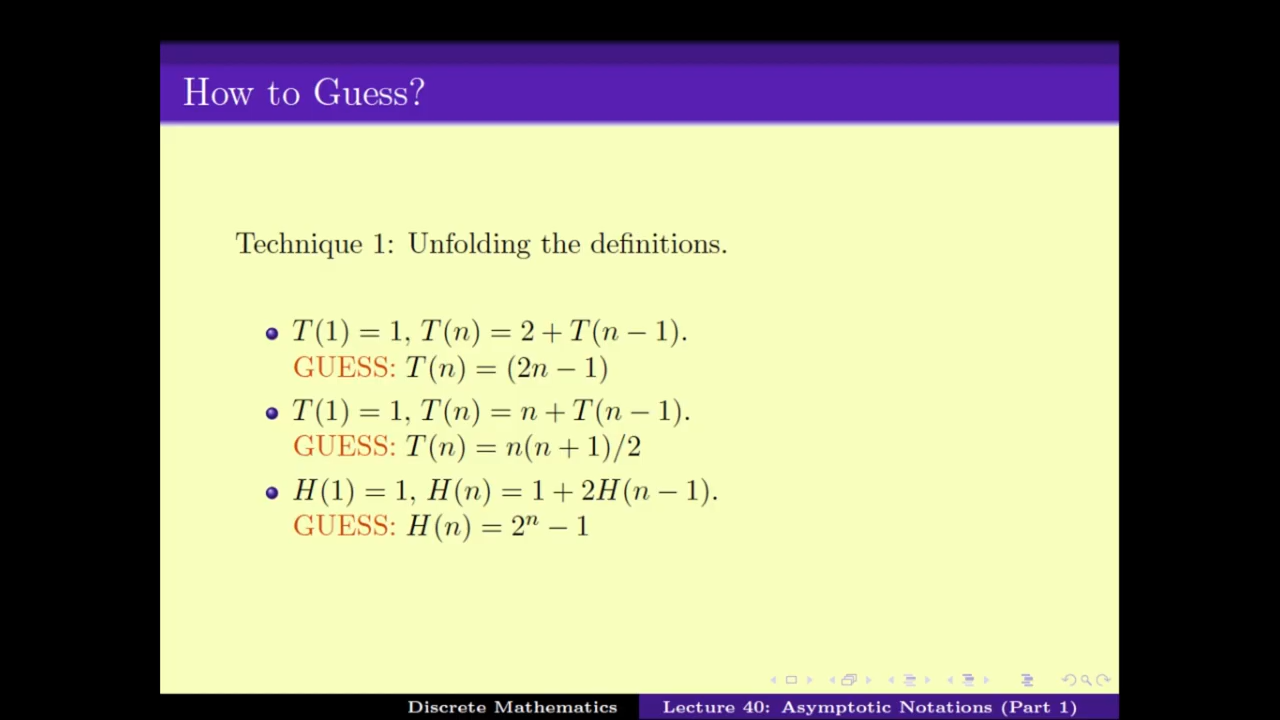 How to Guess?
Technique 1: Unfolding the definitions.
T(1) = 1, T(n) = 2 + T(n − 1).
GUESS: T(n) = (2n − 1)
T(1) = 1, T(n) = n + T(n − 1).
GUESS: T(n) = n(n + 1)/2
H(1) = 1, H(n) = 1 + 2H(n − 1).
GUESS: H(n) = 2ⁿ − 1
Discrete Mathematics
Lecture 40: Asymptotic Notations (Part 1)